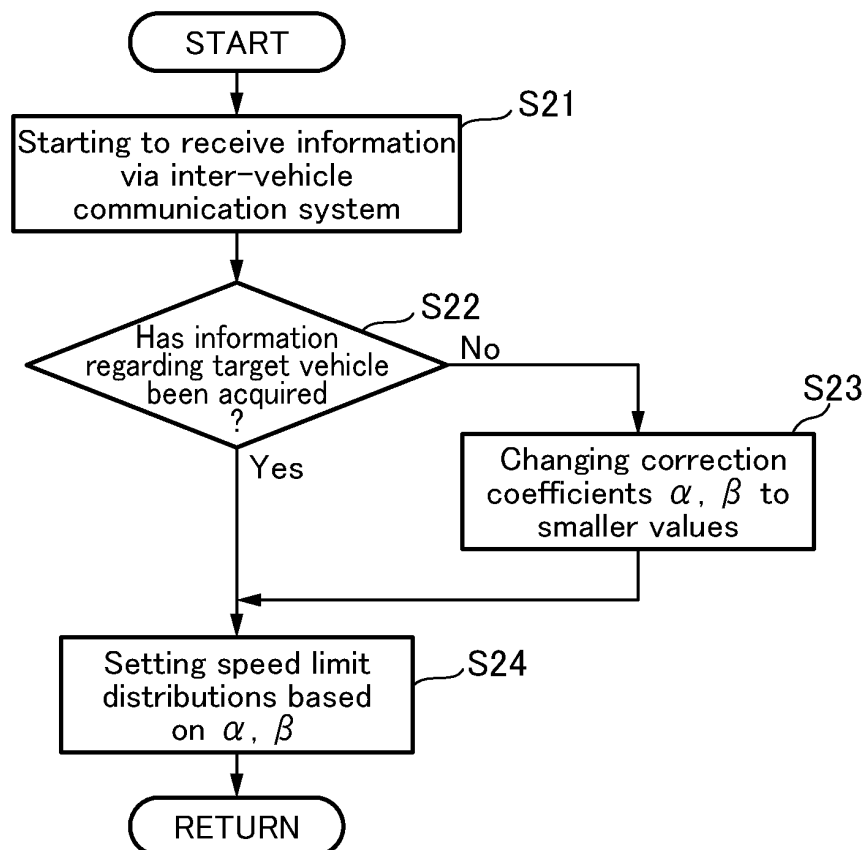 START
S21
Starting to receive information
via inter-vehicle
communication system
S22
Has information
regarding target vehicle
been acquired
?
No
Yes
S23
Changing correction
coefficients α, β to
smaller values
S24
Setting speed limit
distributions based
on α, β
RETURN